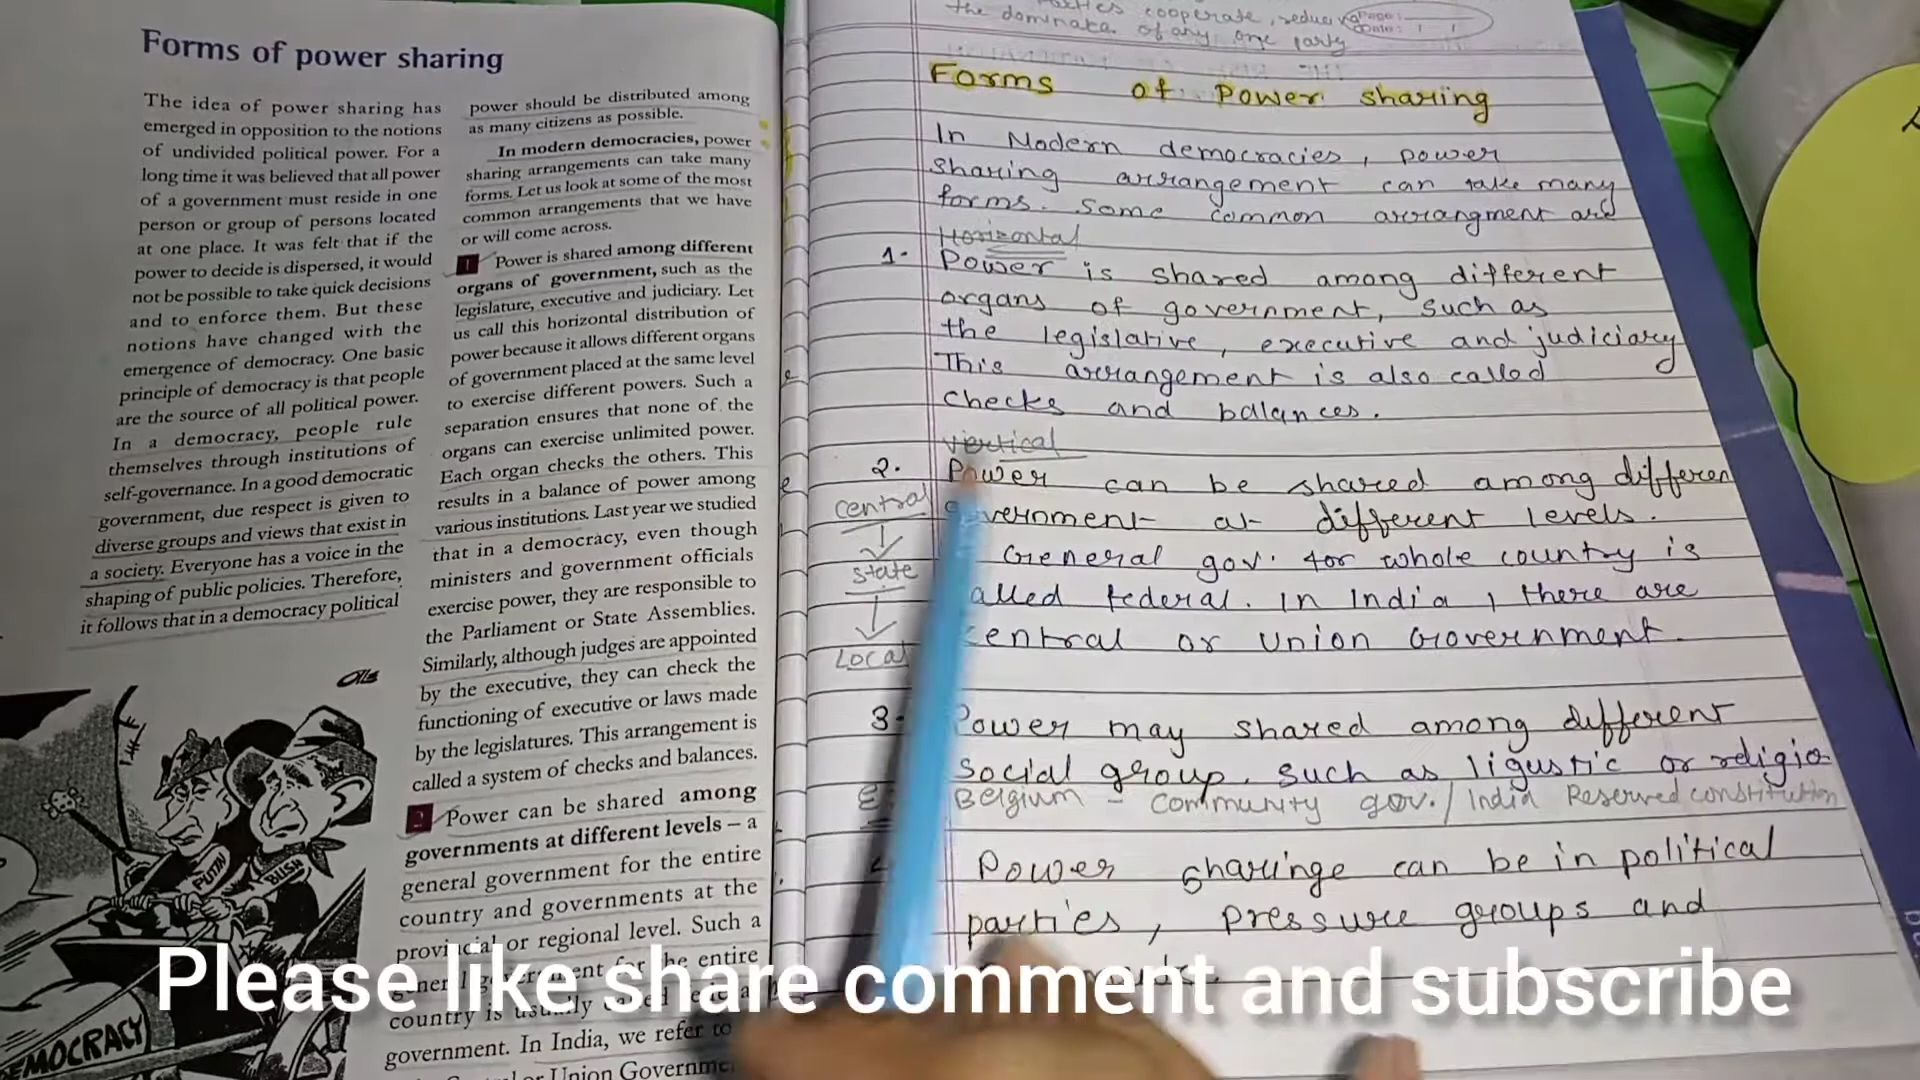 Forms of power sharing
The idea of power sharing has
emerged in opposition to the notions
of undivided political power. For a
long time it was believed that all power
of a government must reside in one
person or group of persons located
at one place. It was felt that if the
power to decide is dispersed, it would
not be possible to take quick decisions
and to enforce them. But these
notions have changed with the
emergence of democracy. One basic
principle of democracy is that people
are the source of all political power.
In a democracy, people rule
themselves through institutions of
self-governance. In a good democratic
government, due respect is given to
diverse groups and views that exist in
a society. Everyone has a voice in the
shaping of public policies. Therefore,
it follows that in a democracy political
power should be distributed among
as many citizens as possible.
In modern democracies, power
sharing arrangements can take many
forms. Let us look at some of the most
common arrangements that we have
or will come across.
1 Power is shared among different
organs of government, such as the
legislature, executive and judiciary. Let
us call this horizontal distribution of
power because it allows different organs
of government placed at the same level
to exercise different powers. Such a
separation ensures that none of the
organs can exercise unlimited power.
Each organ checks the others. This
results in a balance of power among
various institutions. Last year we studied
that in a democracy, even though
ministers and government officials
exercise power, they are responsible to
the Parliament or State Assemblies.
Similarly, although judges are appointed
by the executive, they can check the
functioning of executive or laws made
by the legislatures. This arrangement is
called a system of checks and balances.
2 Power can be shared among
governments at different levels – a
general government for the entire
country and governments at the
provincial or regional level. Such a
general government for the entire
country is usually called federal
government. In India, we refer to
or Union Governme
PUTIN
BUSH
EMOCRACY
cooperate, reduci
the dominata of any one party
Page:
Date:
Forms of Power sharing
In Modern democracies, power
sharing arrangement can take many
forms. Some common arrangment are
Horizontal
1. Power is shared among different
organs of government, such as
the legislative, executive and judiciary
This arrangement is also called
checks and balances.
vertical
2. Power can be shared among differen
vernment at different levels.
General gov. for whole country is
alled federal. In India, there are
entral or Union Government.
central
state
Local
3. Power may shared among different
social group. such as ligustic or religio
Belgium - Community gov. / India Reserved constitution
Power sharinge can be in political
parties, pressure groups and
Please like share comment and subscribe